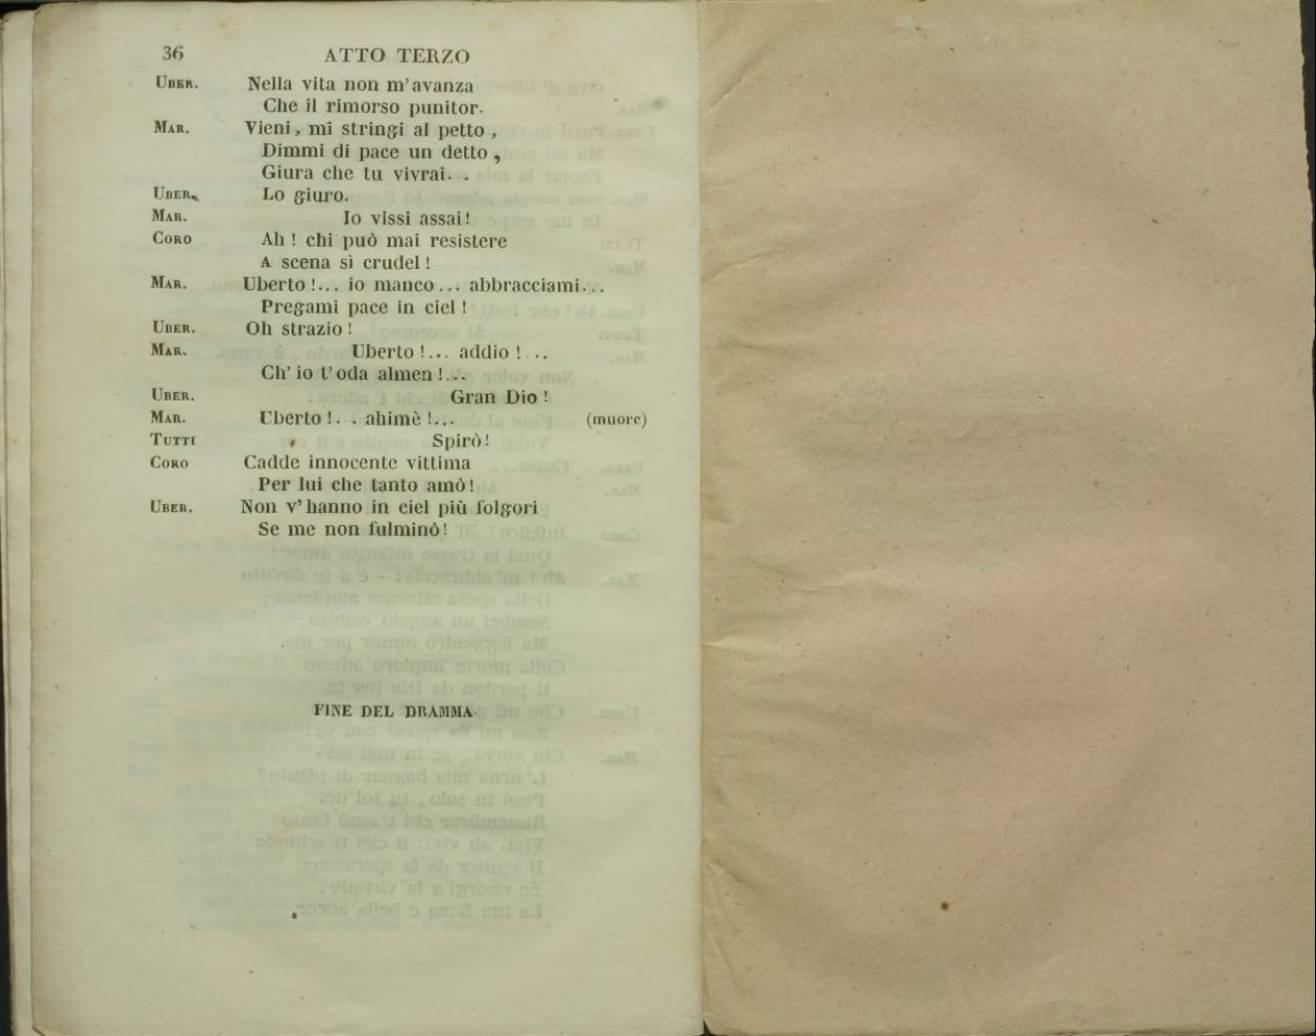 36 ATTO TERZO
UBER. Nella vita non m'avanza
Che il rimorso punitor.
MAR. Vieni, mi stringi al petto,
Dimmi di pace un detto,
Giura che tu vivrai. .
UBER. Lo giuro.
MAR. Io vissi assai!
CORO Ah! chi può mai resistere
A scena sì crudel!
MAR. Uberto!... io manco... abbracciami...
Pregami pace in ciel!
UBER. Oh strazio!
MAR. Uberto!... addio!...
Ch'io t'oda almen!...
UBER. Gran Dio!
MAR. Uberto!. . ahimè!... (muore)
TUTTI Spirò!
CORO Cadde innocente vittima
Per lui che tanto amò!
UBER. Non v'hanno in ciel più folgori
Se me non fulminò!
FINE DEL DRAMMA.